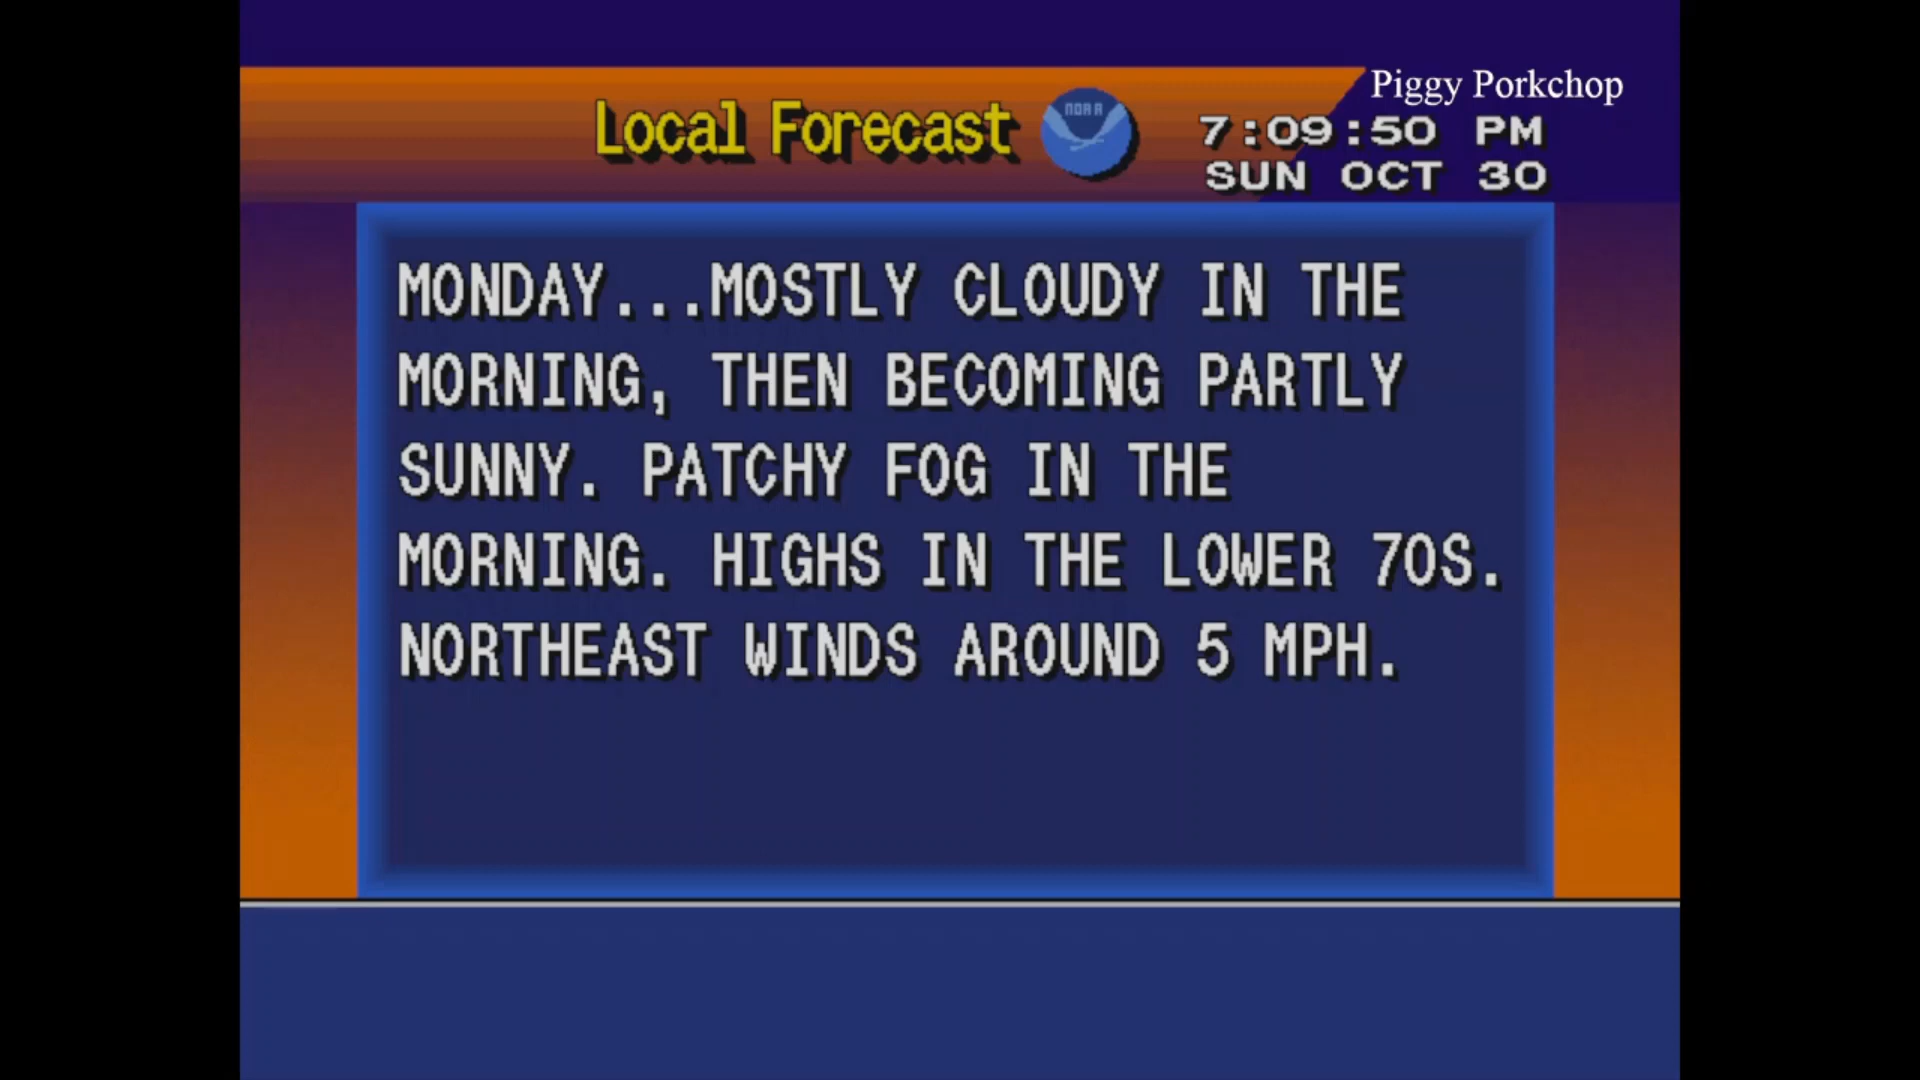 Piggy Porkchop
Local Forecast
NOAA
7:09:50 PM
SUN OCT 30
MONDAY...MOSTLY CLOUDY IN THE
MORNING, THEN BECOMING PARTLY
SUNNY. PATCHY FOG IN THE
MORNING. HIGHS IN THE LOWER 70S.
NORTHEAST WINDS AROUND 5 MPH.